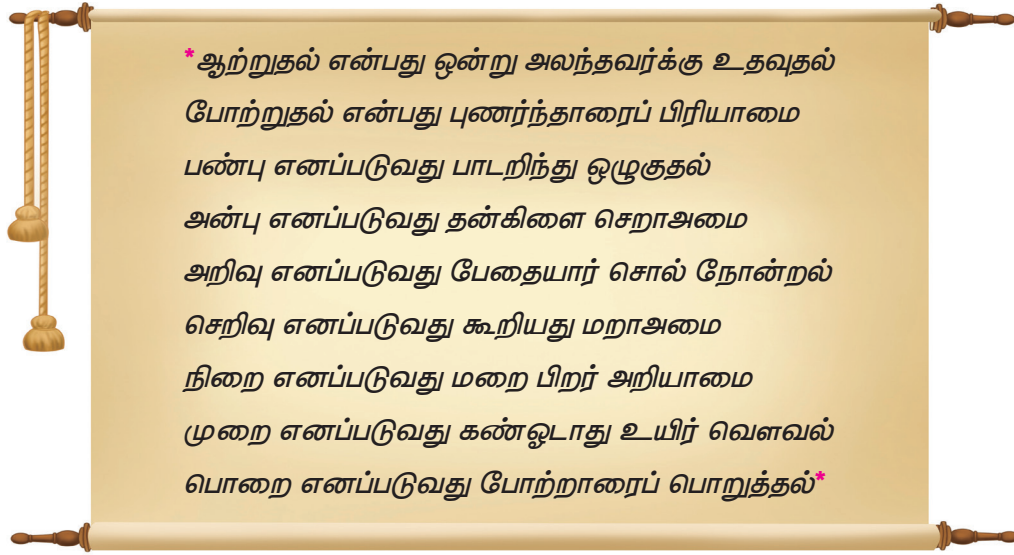 *ஆற்றுதல் என்பது ஒன்று அலந்தவர்க்கு உதவுதல்
போற்றுதல் என்பது புணர்ந்தாரைப் பிரியாமை
பண்பு எனப்படுவது பாடறிந்து ஒழுகுதல்
அன்பு எனப்படுவது தன்கிளை செறாஅமை
அறிவு எனப்படுவது பேதையார் சொல் நோன்றல்
செறிவு எனப்படுவது கூறியது மறாஅமை
நிறை எனப்படுவது மறை பிறர் அறியாமை
முறை எனப்படுவது கண்ஓடாது உயிர் வௌவல்
பொறை எனப்படுவது போற்றாரைப் பொறுத்தல்*